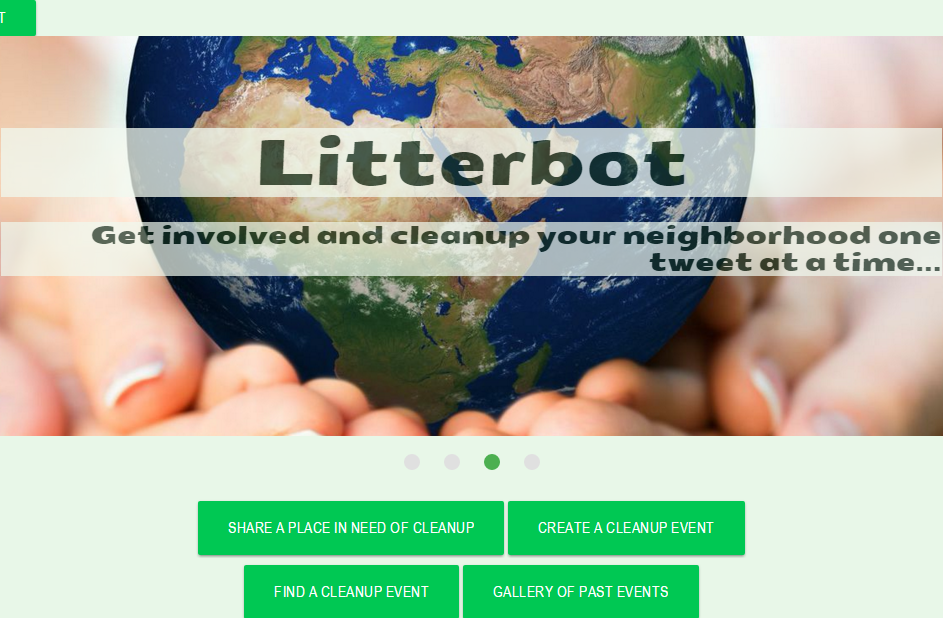 T
Litterbot
Get involved and cleanup your neighborhood one
tweet at a time...
SHARE A PLACE IN NEED OF CLEANUP
CREATE A CLEANUP EVENT
FIND A CLEANUP EVENT
GALLERY OF PAST EVENTS